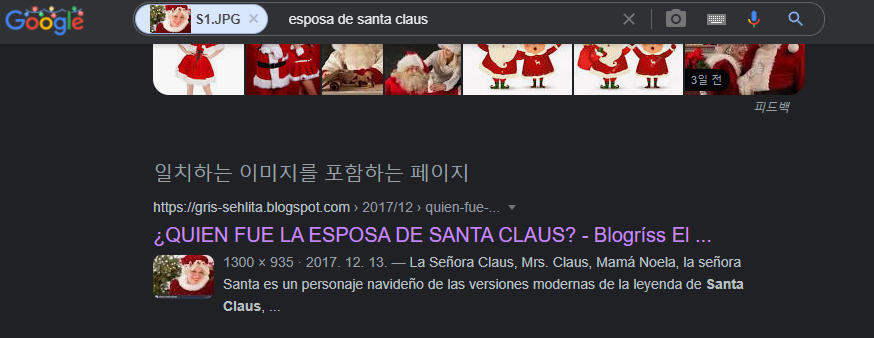 Google S1.JPG × esposa de santa claus
3일 전
피드백
일치하는 이미지를 포함하는 페이지
https://gris-sehlita.blogspot.com › 2017/12 › quien-fue-...
¿QUIEN FUE LA ESPOSA DE SANTA CLAUS? - Blogríss El ...
1300 × 935 · 2017. 12. 13. — La Señora Claus, Mrs. Claus, Mamá Noela, la señora
Santa es un personaje navideño de las versiones modernas de la leyenda de Santa
Claus, ...